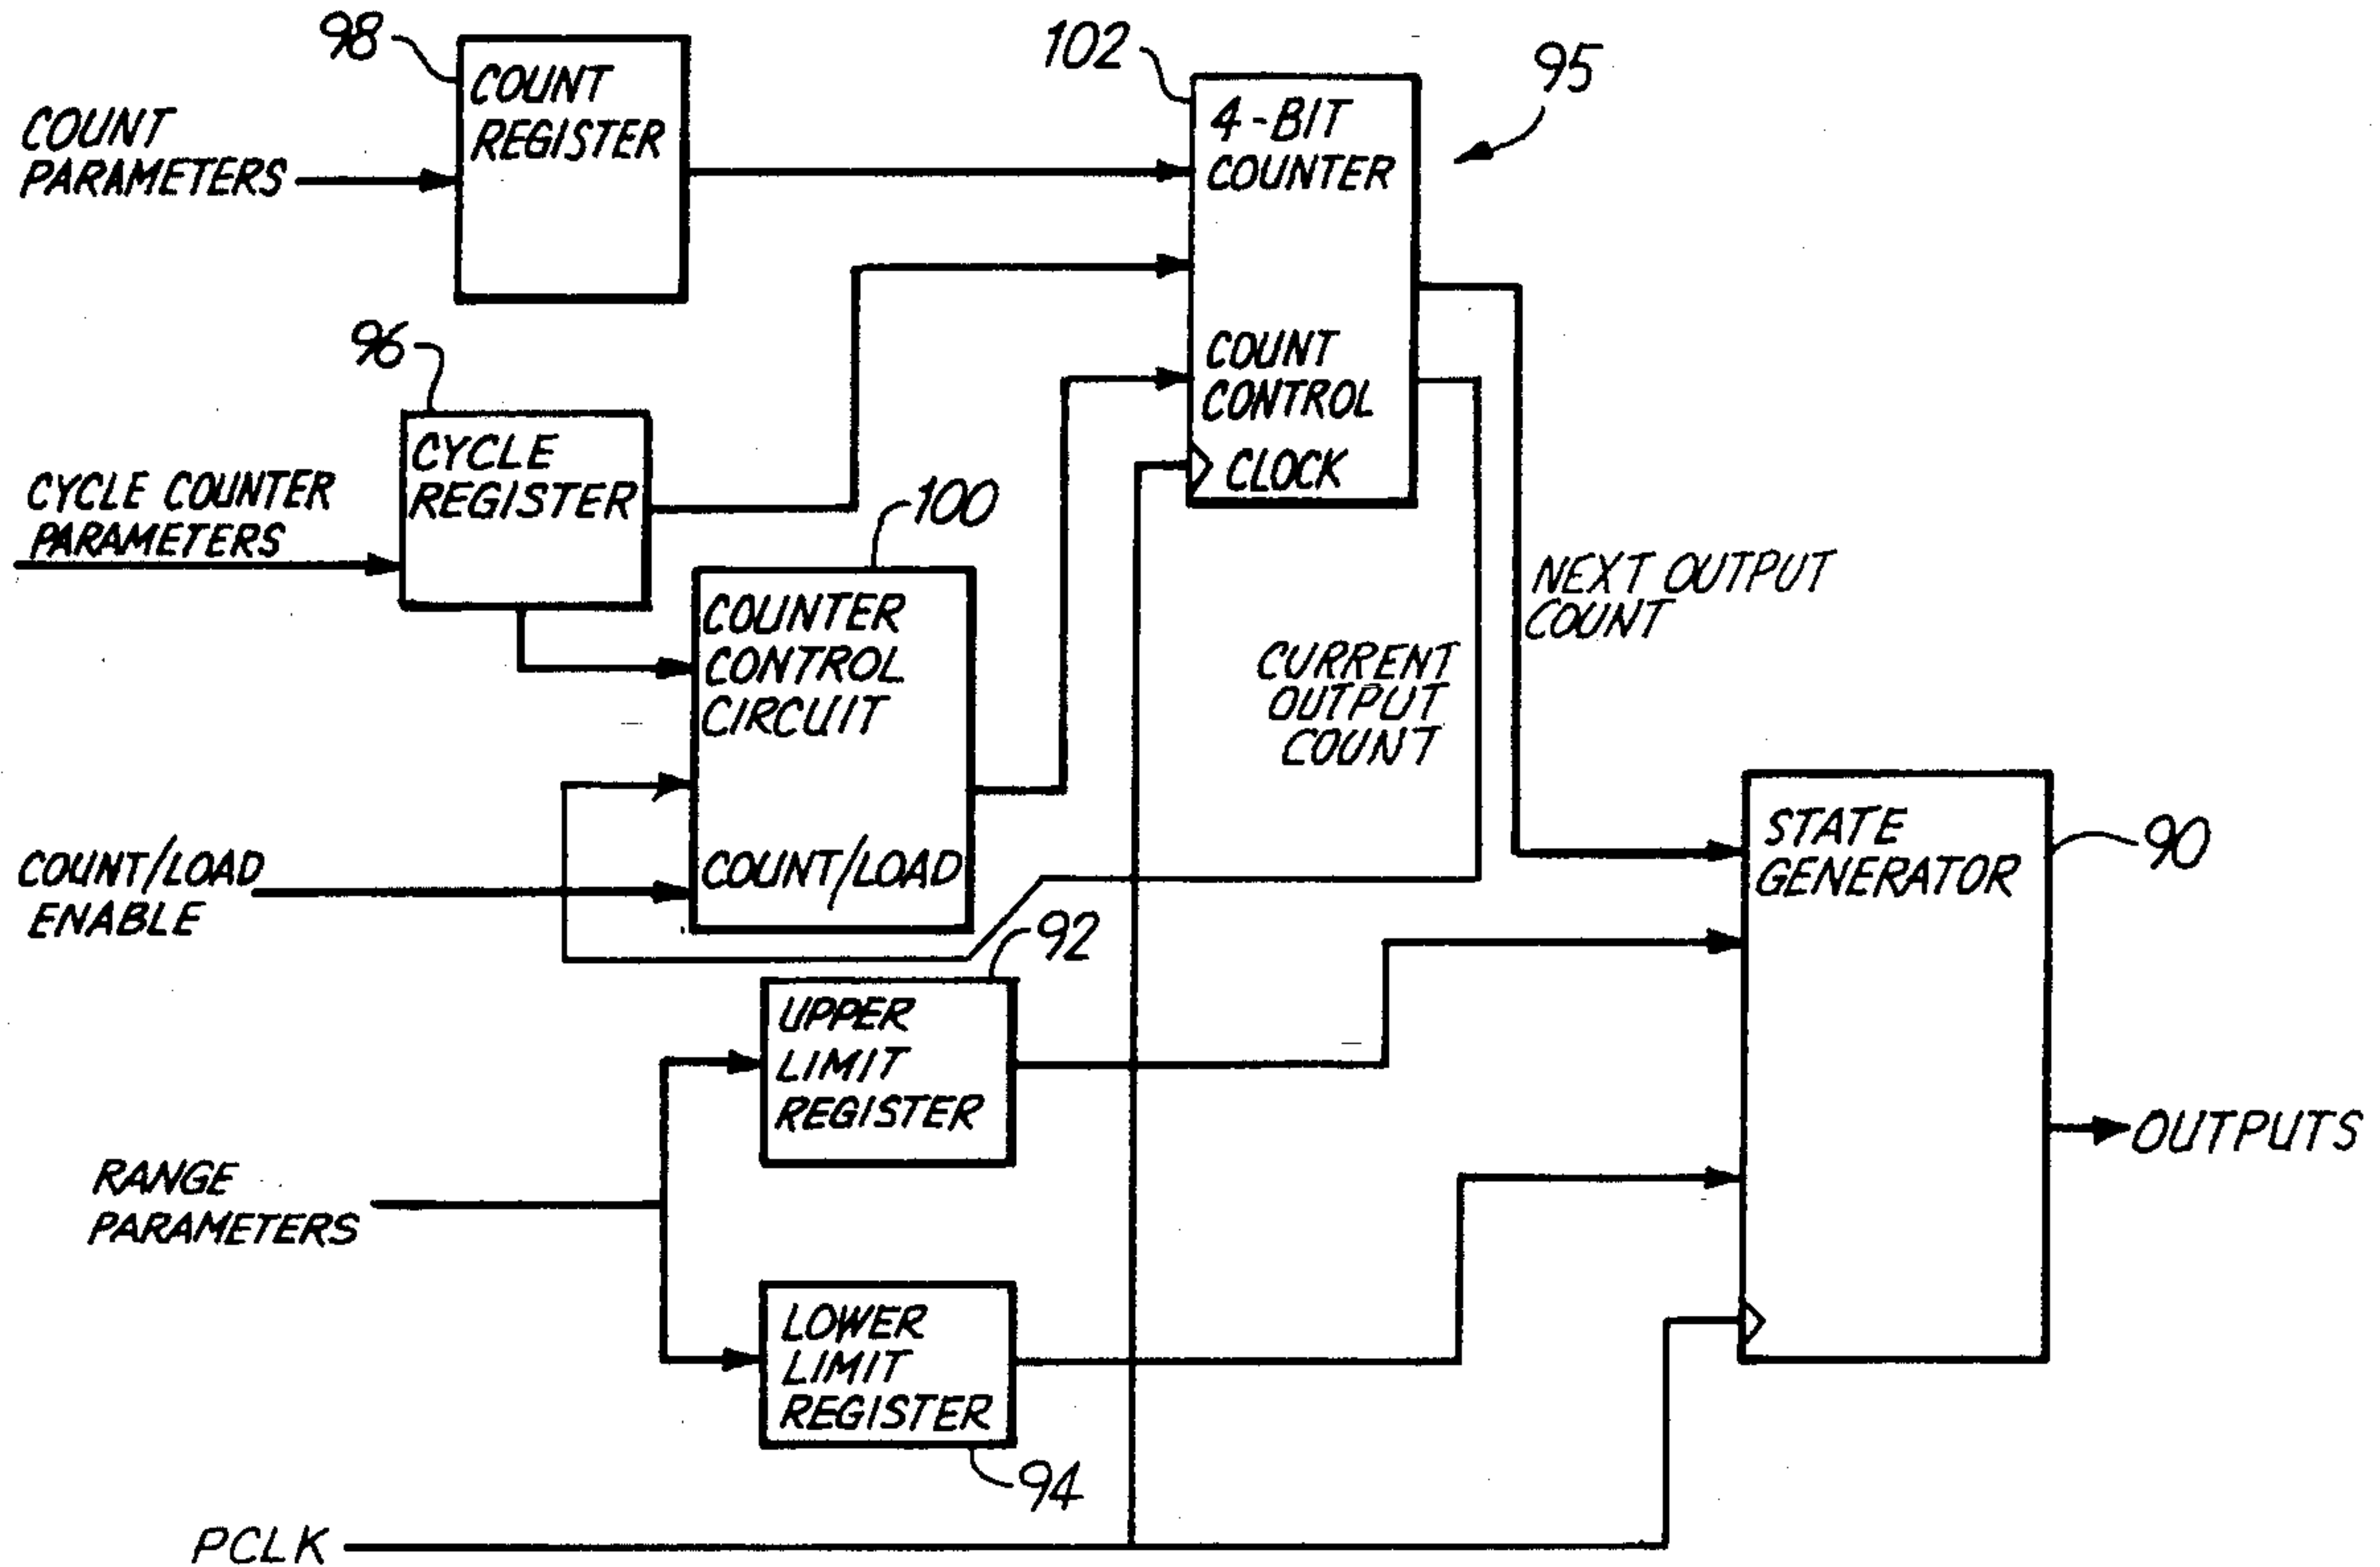 98
COUNT
REGISTER
COUNT
PARAMETERS
102
4-BIT
COUNTER
COUNT
CONTROL
CLOCK
95
96
CYCLE
REGISTER
CYCLE COUNTER
PARAMETERS
100
COUNTER
CONTROL
CIRCUIT
COUNT/LOAD
COUNT/LOAD
ENABLE
NEXT OUTPUT
COUNT
CURRENT
OUTPUT
COUNT
STATE
GENERATOR
90
92
UPPER
LIMIT
REGISTER
OUTPUTS
RANGE
PARAMETERS
LOWER
LIMIT
REGISTER
94
PCLK